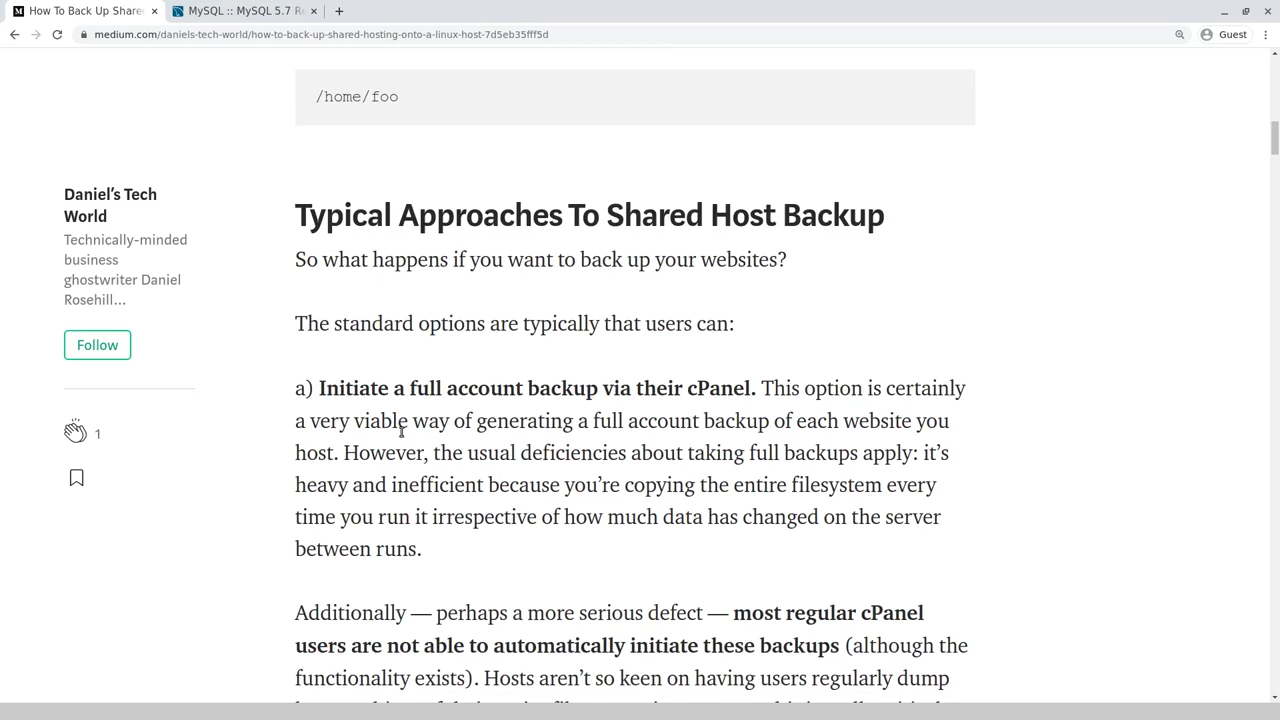 How To Back Up Share
MySQL :: MySQL 5.7 R
medium.com/daniels-tech-world/how-to-back-up-shared-hosting-onto-a-linux-host-7d5eb35fff5d
Guest
/home/foo
Daniel's Tech
World
Technically-minded
business
ghostwriter Daniel
Rosehill...
Follow
1
Typical Approaches To Shared Host Backup
So what happens if you want to back up your websites?
The standard options are typically that users can:
a) Initiate a full account backup via their cPanel. This option is certainly
a very viable way of generating a full account backup of each website you
host. However, the usual deficiencies about taking full backups apply: it's
heavy and inefficient because you're copying the entire filesystem every
time you run it irrespective of how much data has changed on the server
between runs.
Additionally — perhaps a more serious defect — most regular cPanel
users are not able to automatically initiate these backups (although the
functionality exists). Hosts aren't so keen on having users regularly dump